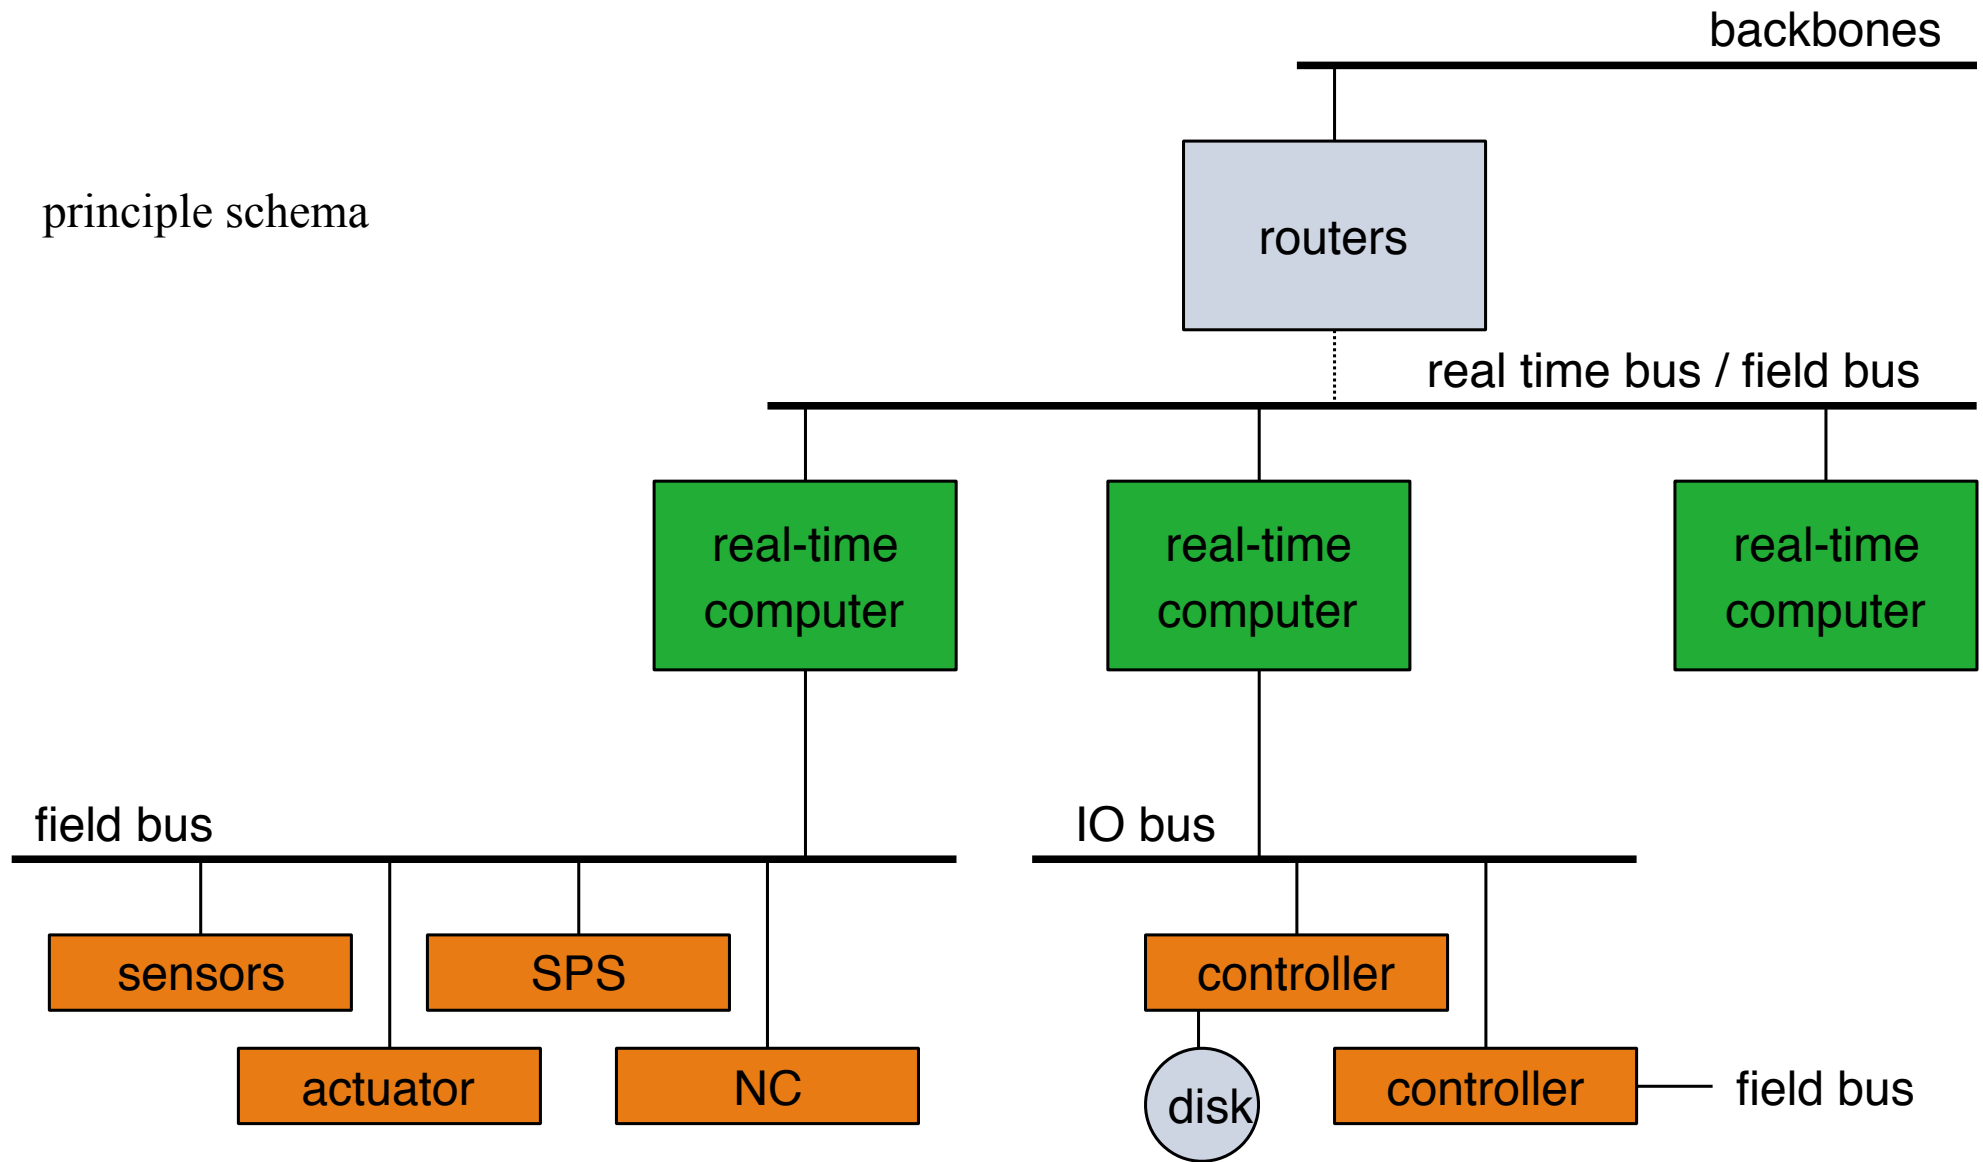 backbones
principle schema
routers
real time bus / field bus
real-time
computer
real-time
computer
real-time
computer
field bus
IO bus
sensors
SPS
controller
actuator
NC
disk
controller
field bus